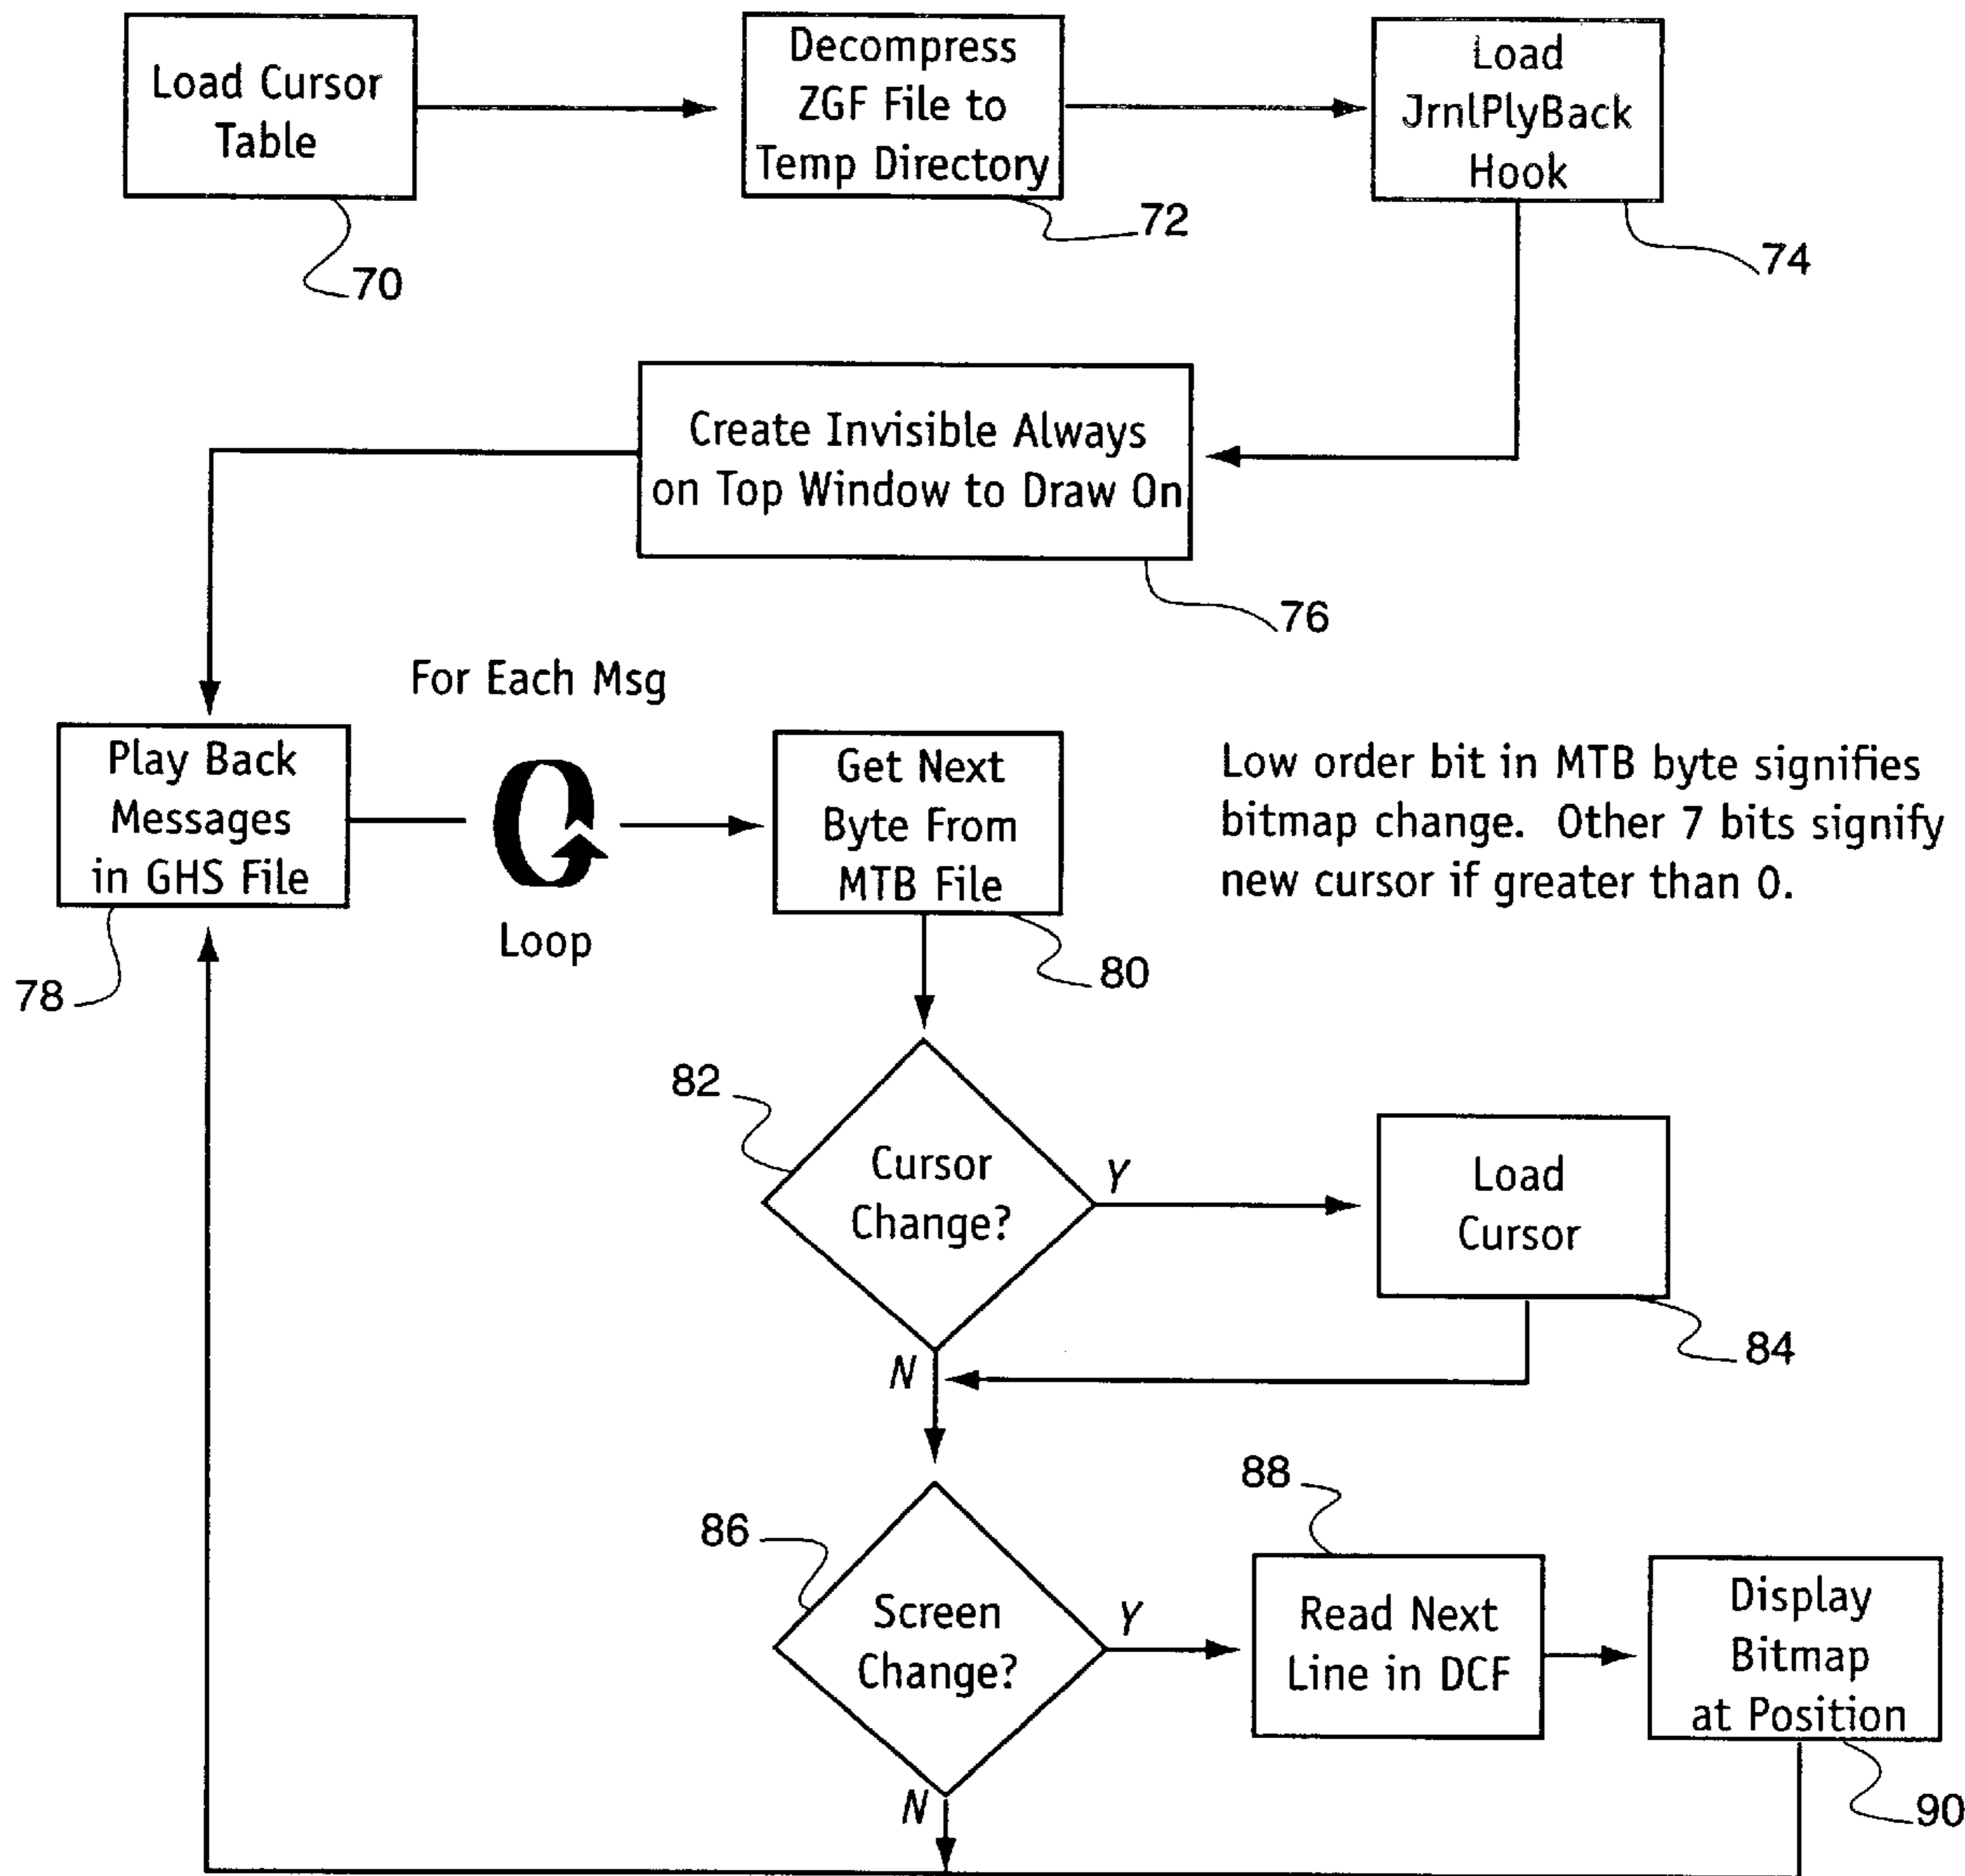 Load Cursor
Table
70
Decompress
ZGF File to
Temp Directory
72
Load
JrnlPlyBack
Hook
74
Create Invisible Always
on Top Window to Draw On
76
For Each Msg
Play Back
Messages
in GHS File
78
Loop
Get Next
Byte From
MTB File
80
Low order bit in MTB byte signifies
bitmap change. Other 7 bits signify
new cursor if greater than 0.
82
Cursor
Change?
Y
N
Load
Cursor
84
86
Screen
Change?
Y
N
88
Read Next
Line in DCF
Display
Bitmap
at Position
90